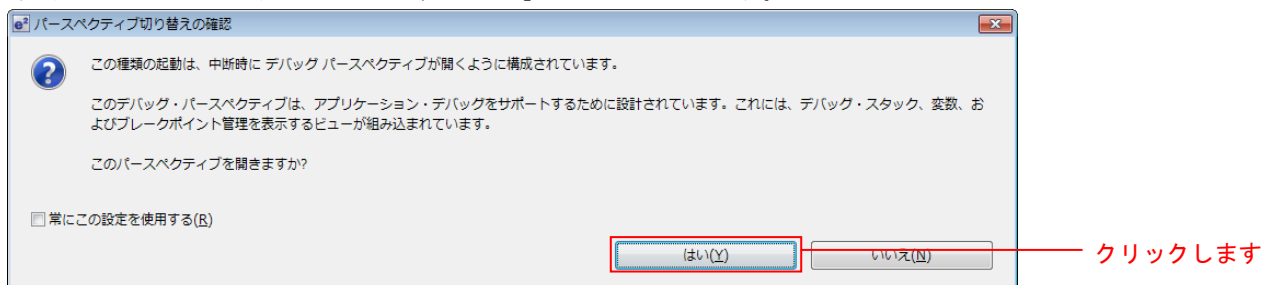 パースペクティブ切り替えの確認
この種類の起動は、中断時に デバッグ パースペクティブが開くように構成されています。
このデバッグ・パースペクティブは、アプリケーション・デバッグをサポートするために設計されています。これには、デバッグ・スタック、変数、お
よびブレークポイント管理を表示するビューが組み込まれています。
このパースペクティブを開きますか?
常にこの設定を使用する(R)
はい(Y)
いいえ(N)
クリックします